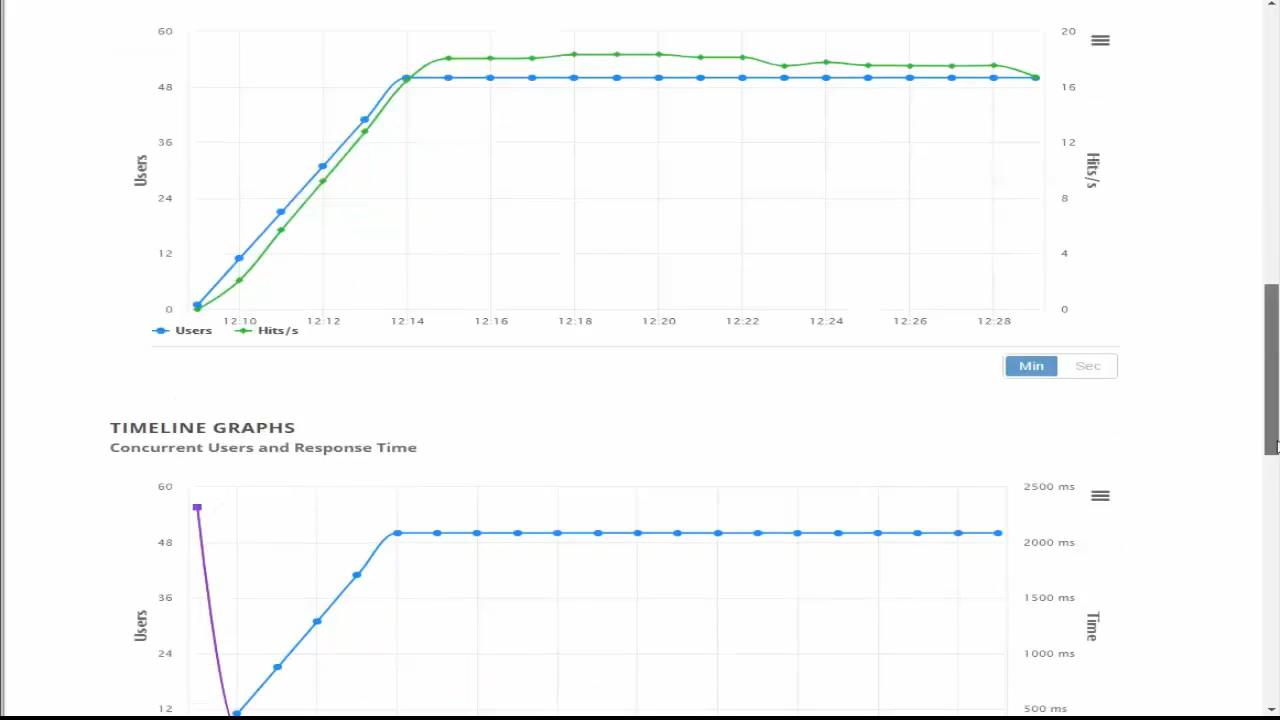 60 20
48 16
36 12
Users Hits/s
24 8
12 4
0 0
12:10 12:12 12:14 12:16 12:18 12:20 12:22 12:24 12:26 12:28
Users Hits/s
Min Sec
TIMELINE GRAPHS
Concurrent Users and Response Time
60 2500 ms
48 2000 ms
36 1500 ms
Users Time
24 1000 ms
12 500 ms